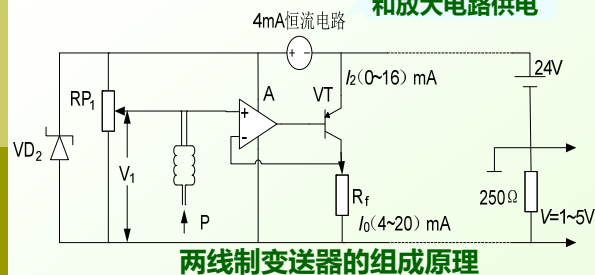 和放大电路供电
4mA恒流电路
+ -
I₂(0~16) mA
24V
RP₁
A
VT
+
-
VD₂
V₁
P
R_f
250Ω
V=1~5V
I₀(4~20) mA
两线制变送器的组成原理